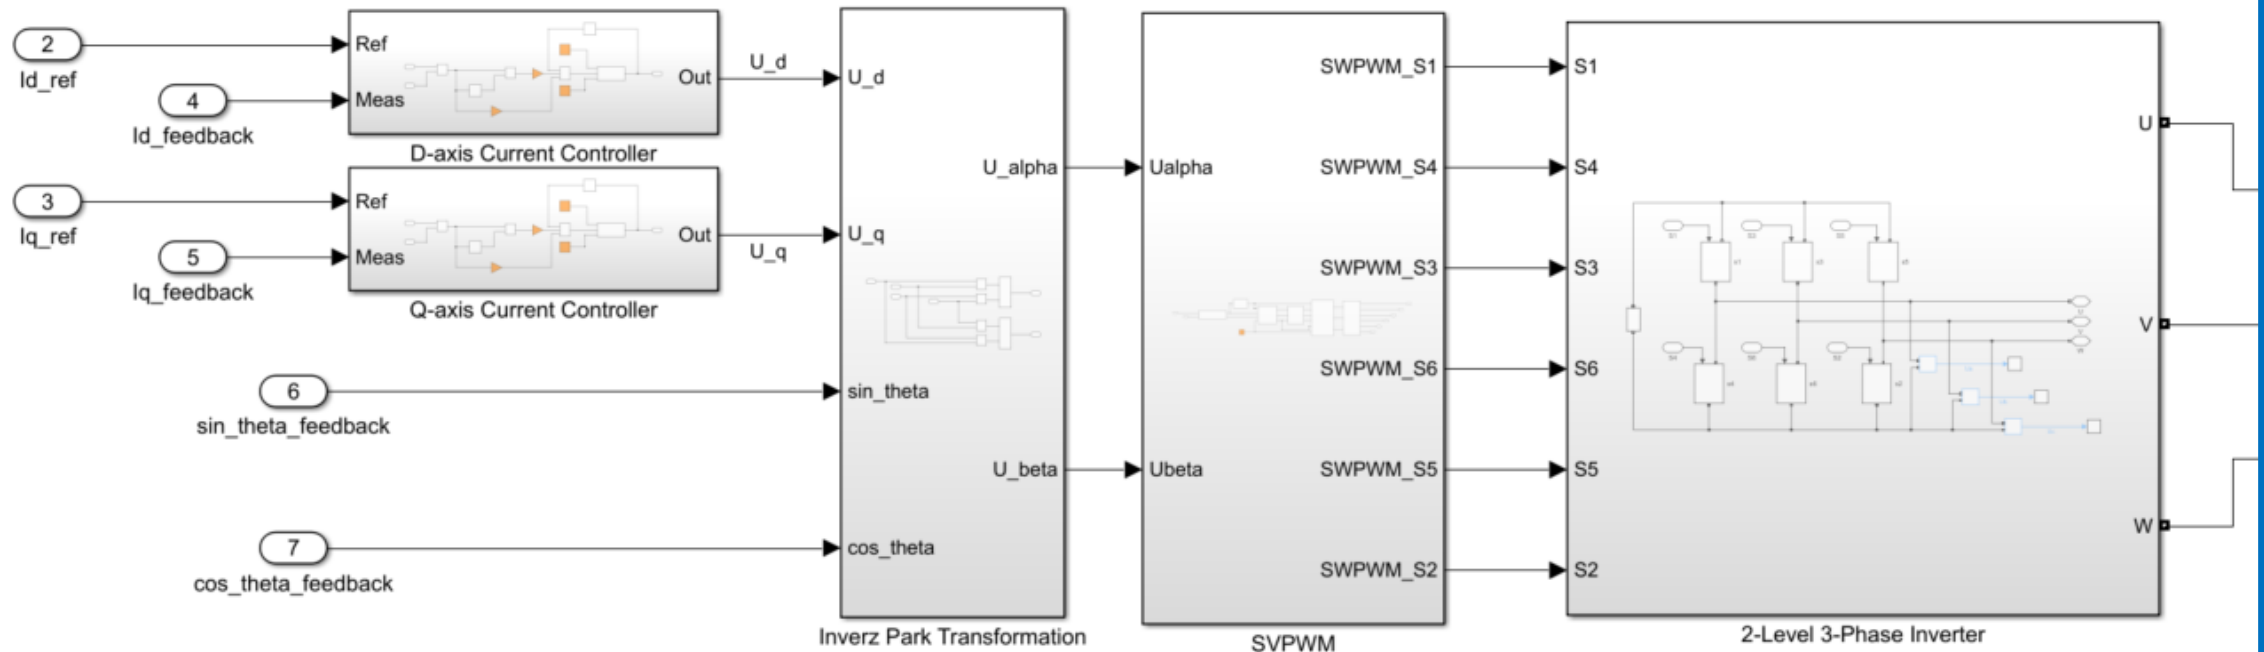 2
Id_ref
4
Id_feedback
Ref
Meas
Out
D-axis Current Controller
U_d
3
Iq_ref
5
Iq_feedback
Ref
Meas
Out
Q-axis Current Controller
U_q
6
sin_theta_feedback
7
cos_theta_feedback
U_d
U_q
sin_theta
cos_theta
U_alpha
U_beta
Inverz Park Transformation
Ualpha
Ubeta
SWPWM_S1
SWPWM_S4
SWPWM_S3
SWPWM_S6
SWPWM_S5
SWPWM_S2
SVPWM
S1
S4
S3
S6
S5
S2
U
V
W
2-Level 3-Phase Inverter